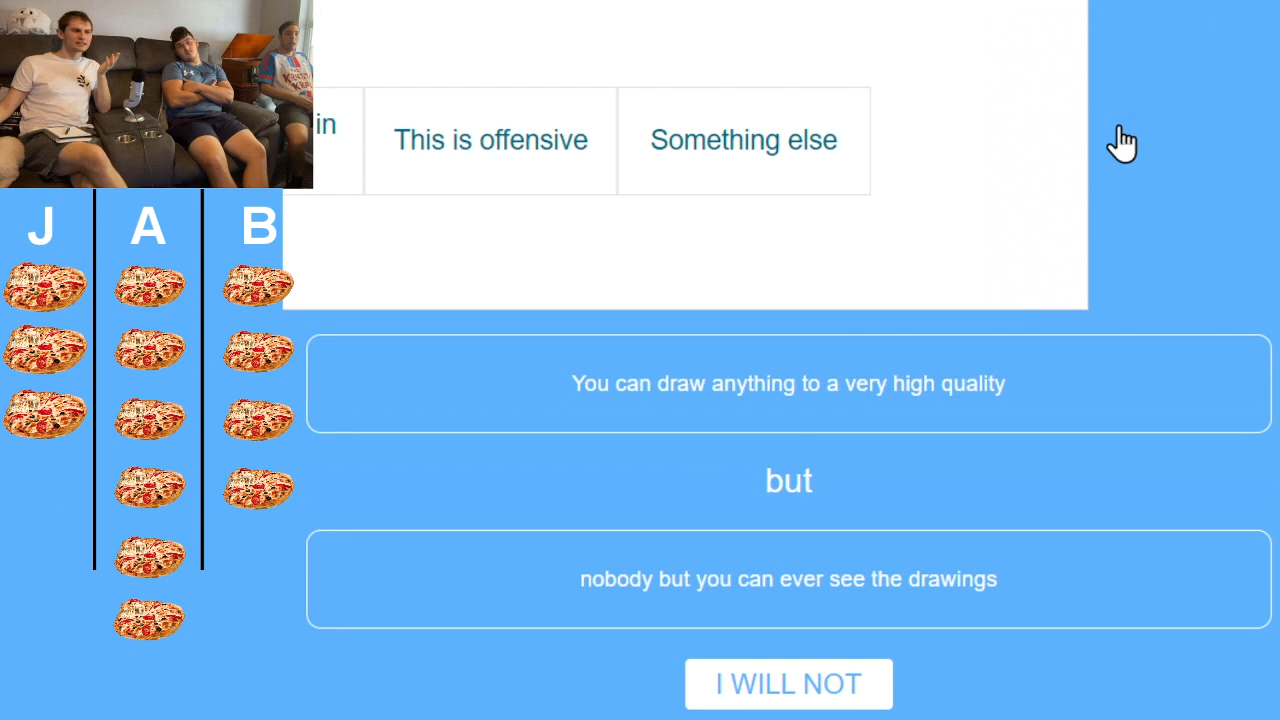 in
This is offensive
Something else
J
A
B
You can draw anything to a very high quality
but
nobody but you can ever see the drawings
I WILL NOT